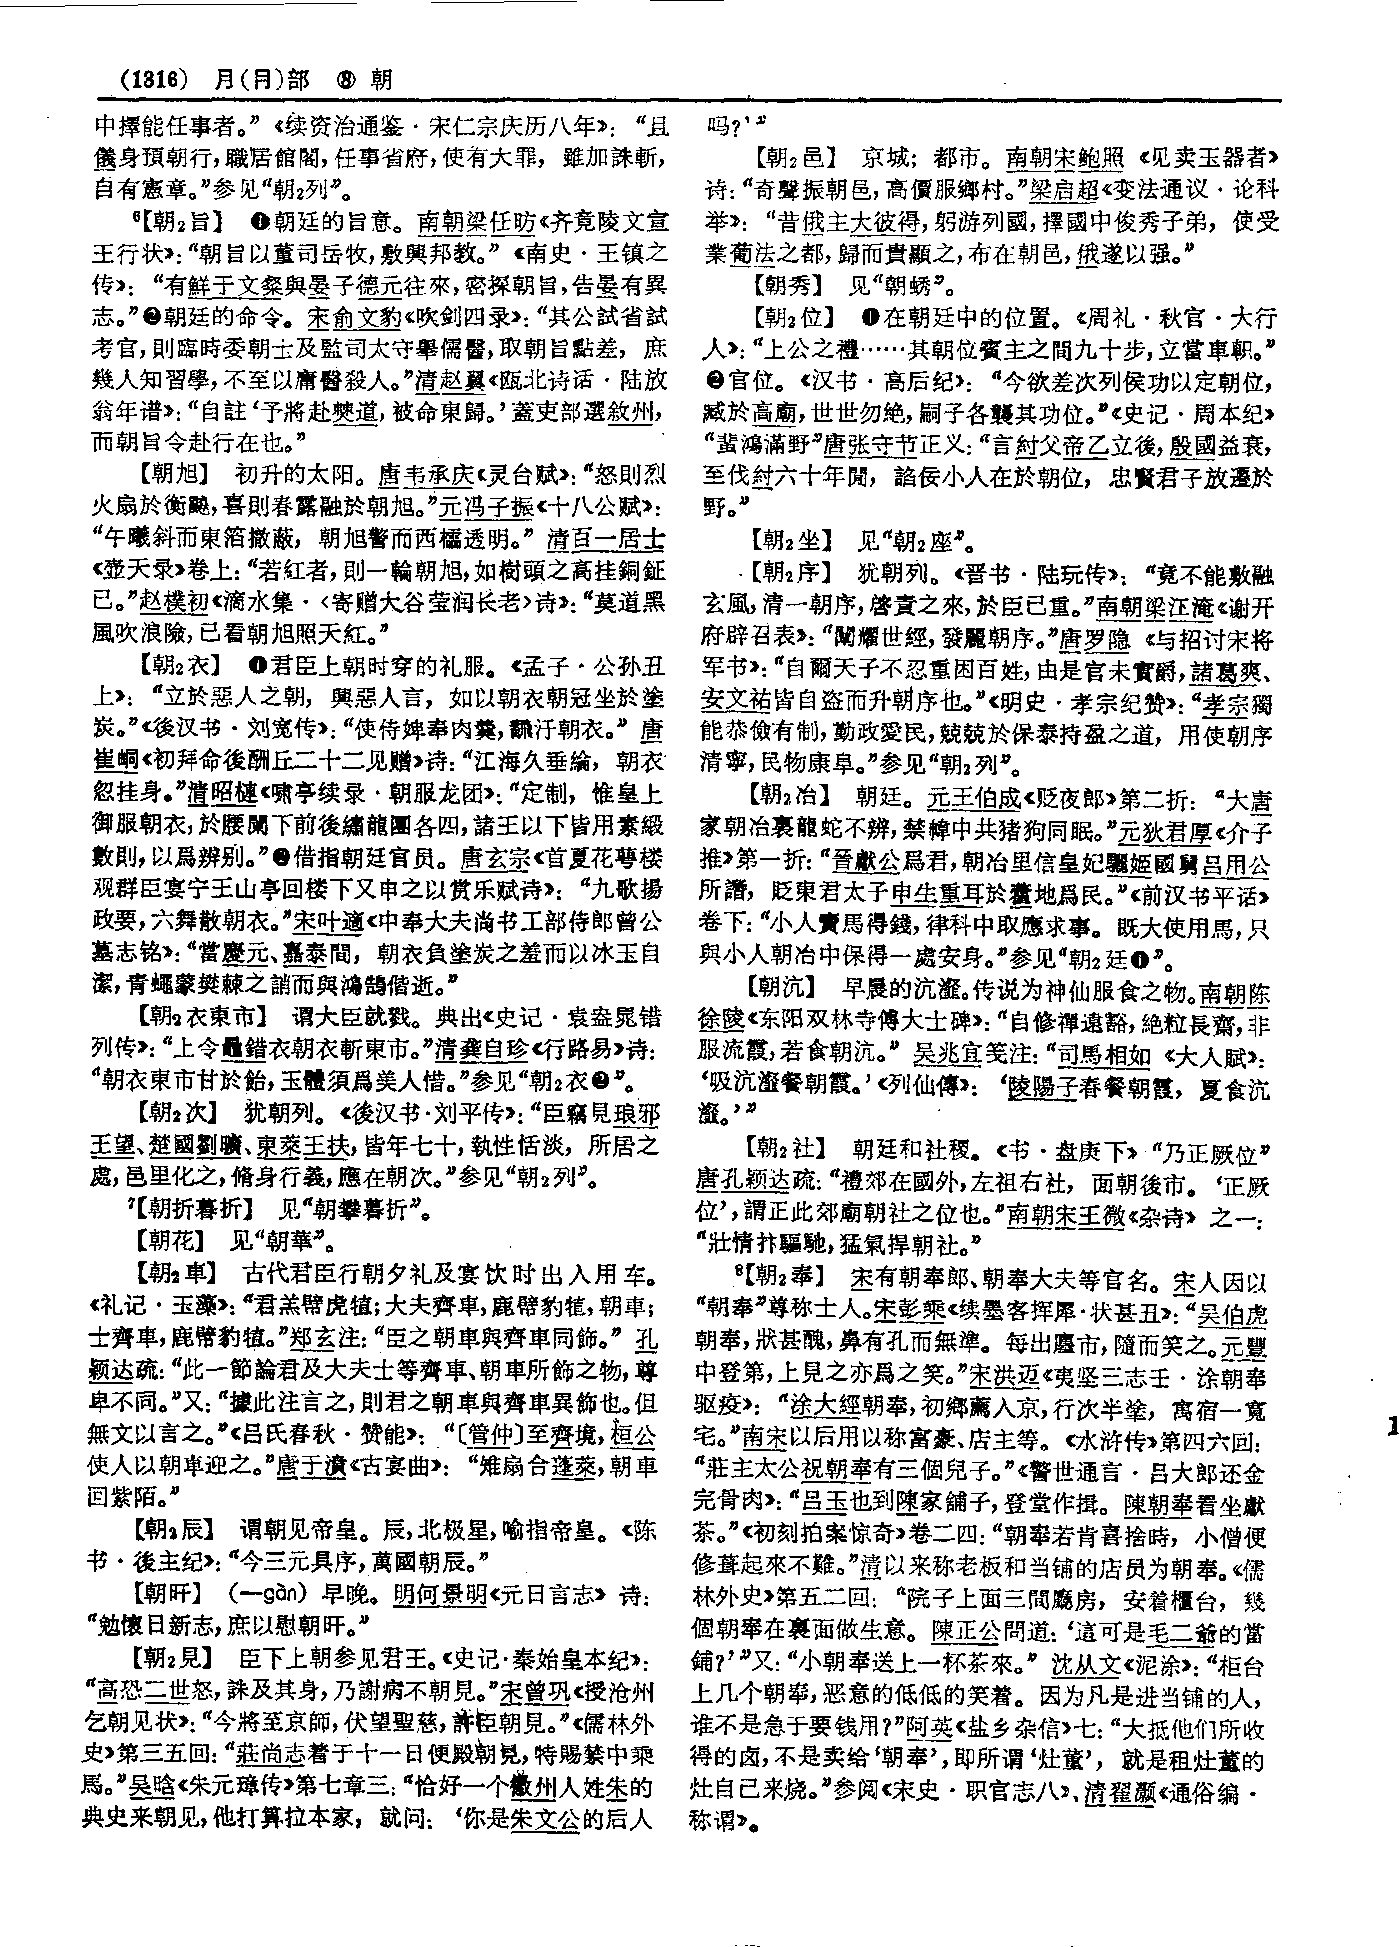 (1316) 月(⺝)部 ⑧ 朝
中擇能任事者。”《续资治通鉴·宋仁宗庆历八年》：“且
儀身預朝行，職居館閣，任事省府，使有大罪，雖加誅斬，
自有憲章。”参见“朝₂列”。
⁶【朝₂旨】 ❶朝廷的旨意。南朝梁任昉《齐竟陵文宣
王行状》：“朝旨以董司岳牧，敷興邦教。”《南史·王镇之
传》：“有鮮于文粲與晏子德元往來，密探朝旨，告晏有異
志。”❷朝廷的命令。宋俞文豹《吹剑四录》：“其公試省試
考官，則臨時委朝士及監司太守舉儒醫，取朝旨點差，庶
幾人知習學，不至以庸醫殺人。”清赵翼《瓯北诗话·陆放
翁年谱》：“自註‘予將赴僰道，被命東歸。’蓋吏部選敘州，
而朝旨令赴行在也。”
【朝旭】 初升的太阳。唐韦承庆《灵台赋》：“怒則烈
火扇於衡飈，喜則春露融於朝旭。”元冯子振《十八公赋》：
“午曦斜而東箔撤蔽，朝旭警而西櫺透明。”清百一居士
《壶天录》卷上：“若紅者，則一輪朝旭，如樹頭之高挂銅鉦
已。”赵樸初《滴水集·〈寄赠大谷莹润长老〉诗》：“莫道黑
風吹浪險，已看朝旭照天紅。”
【朝₂衣】 ❶君臣上朝时穿的礼服。《孟子·公孙丑
上》：“立於惡人之朝，與惡人言，如以朝衣朝冠坐於塗
炭。”《後汉书·刘宽传》：“使侍婢奉肉羹，飜汙朝衣。”唐
崔峒《初拜命後酬丘二十二见赠》诗：“江海久垂綸，朝衣
忽挂身。”清昭槤《啸亭续录·朝服龙团》：“定制，惟皇上
御服朝衣，於腰闌下前後繡龍團各四，諸王以下皆用素緞
數則，以爲辨别。”❷借指朝廷官员。唐玄宗《首夏花萼楼
观群臣宴宁王山亭回楼下又申之以赏乐赋诗》：“九歌揚
政要，六舞散朝衣。”宋叶適《中奉大夫尚书工部侍郎曾公
墓志铭》：“當慶元、嘉泰間，朝衣負塗炭之羞而以冰玉自
潔，青蠅蒙樊棘之誚而與鴻鵠偕逝。”
【朝₂衣東市】 谓大臣就戮。典出《史记·袁盎晁错
列传》：“上令鼂錯衣朝衣斬東市。”清龚自珍《行路易》诗：
“朝衣東市甘於飴，玉體須爲美人惜。”参见“朝₂衣❷”。
【朝₂次】 犹朝列。《後汉书·刘平传》：“臣竊見琅邪
王望、楚國劉曠、東萊王扶，皆年七十，執性恬淡，所居之
處，邑里化之，脩身行義，應在朝次。”参见“朝₂列”。
⁷【朝折暮折】 见“朝攀暮折”。
【朝花】 见“朝華”。
【朝₂車】 古代君臣行朝夕礼及宴饮时出入用车。
《礼记·玉藻》：“君羔幦虎犆；大夫齊車，鹿幦豹犆，朝車；
士齊車，鹿幦豹犆。”郑玄注：“臣之朝車與齊車同飾。”孔
颖达疏：“此一節論君及大夫士等齊車、朝車所飾之物，尊
卑不同。”又：“據此注言之，則君之朝車與齊車異飾也。但
無文以言之。”《吕氏春秋·赞能》：“〔管仲〕至齊境，桓公
使人以朝車迎之。”唐于濆《古宴曲》：“雉扇合蓬萊，朝車
回紫陌。”
【朝₂辰】 谓朝见帝皇。辰，北极星，喻指帝皇。《陈
书·後主纪》：“今三元具序，萬國朝辰。”
【朝旰】 （—gàn）早晚。明何景明《元日言志》诗：
“勉懷日新志，庶以慰朝旰。”
【朝₂見】 臣下上朝参见君王。《史记·秦始皇本纪》：
“高恐二世怒，誅及其身，乃謝病不朝見。”宋曾巩《授沧州
乞朝见状》：“今將至京師，伏望聖慈，許臣朝見。”《儒林外
史》第三五回：“莊尚志着于十一日便殿朝見，特賜禁中乘
馬。”吴晗《朱元璋传》第七章三：“恰好一个徽州人姓朱的
典史来朝见，他打算拉本家，就问：‘你是朱文公的后人
吗？’”
【朝₂邑】 京城；都市。南朝宋鲍照《见卖玉器者》
诗：“奇聲振朝邑，高價服鄉村。”梁启超《变法通议·论科
举》：“昔俄主大彼得，躬游列國，擇國中俊秀子弟，使受
業葡法之都，歸而貴顯之，布在朝邑，俄遂以强。”
【朝秀】 见“朝蜏”。
【朝₂位】 ❶在朝廷中的位置。《周礼·秋官·大行
人》：“上公之禮……其朝位賓主之間九十步，立當車軹。”
❷官位。《汉书·高后纪》：“今欲差次列侯功以定朝位，
臧於高廟，世世勿絶，嗣子各襲其功位。”《史记·周本纪》
“蜚鴻滿野”唐张守节正义：“言紂父帝乙立後，殷國益衰，
至伐紂六十年間，諂佞小人在於朝位，忠賢君子放遷於
野。”
【朝₂坐】 见“朝₂座”。
【朝₂序】 犹朝列。《晋书·陆玩传》：“竟不能敷融
玄風，清一朝序，啓責之來，於臣已重。”南朝梁江淹《谢开
府辟召表》：“闡燿世經，發麗朝序。”唐罗隐《与招讨宋将
军书》：“自爾天子不忍重困百姓，由是官未實爵，諸葛爽、
安文祐皆自盜而升朝序也。”《明史·孝宗纪赞》：“孝宗獨
能恭儉有制，勤政愛民，兢兢於保泰持盈之道，用使朝序
清寧，民物康阜。”参见“朝₂列”。
【朝₂冶】 朝廷。元王伯成《贬夜郎》第二折：“大唐
家朝冶裏龍蛇不辨，禁幃中共猪狗同眠。”元狄君厚《介子
推》第一折：“晉獻公爲君，朝冶里信皇妃驪姬國舅吕用公
所譖，貶東君太子申生重耳於藿地爲民。”《前汉书平话》
卷下：“小人賣馬得錢，律科中取應求事。既大使用馬，只
與小人朝冶中保得一處安身。”参见“朝₂廷❶”。
【朝沆】 早晨的沆瀣。传说为神仙服食之物。南朝陈
徐陵《东阳双林寺傅大士碑》：“自修禪遠豁，絶粒長齋，非
服流霞，若食朝沆。”吴兆宜笺注：“司馬相如《大人賦》：
‘吸沆瀣餐朝霞。’《列仙傳》：‘陵陽子春餐朝霞，夏食沆
瀣。’”
【朝₂社】 朝廷和社稷。《书·盘庚下》“乃正厥位”
唐孔颖达疏：“禮郊在國外，左祖右社，面朝後市。‘正厥
位’，謂正此郊廟朝社之位也。”南朝宋王微《杂诗》之一：
“壯情抃驅馳，猛氣捍朝社。”
⁸【朝₂奉】 宋有朝奉郎、朝奉大夫等官名。宋人因以
“朝奉”尊称士人。宋彭乘《续墨客挥犀·状甚丑》：“吴伯虎
朝奉，狀甚醜，鼻有孔而無準。每出鄽市，隨而笑之。元豐
中登第，上見之亦爲之笑。”宋洪迈《夷坚三志壬·涂朝奉
驱疫》：“涂大經朝奉，初鄉薦入京，行次半塗，寓宿一寬
宅。”南宋以后用以称富豪、店主等。《水浒传》第四六回：
“莊主太公祝朝奉有三個兒子。”《警世通言·吕大郎还金
完骨肉》：“吕玉也到陳家鋪子，登堂作揖。陳朝奉看坐獻
茶。”《初刻拍案惊奇》卷二四：“朝奉若肯喜捨時，小僧便
修葺起來不難。”清以来称老板和当铺的店员为朝奉。《儒
林外史》第五二回：“院子上面三間廳房，安着櫃台，幾
個朝奉在裏面做生意。陳正公問道：‘這可是毛二爺的當
鋪？’”又：“小朝奉送上一杯茶來。”沈从文《泥涂》：“柜台
上几个朝奉，恶意的低低的笑着。因为凡是进当铺的人，
谁不是急于要钱用？”阿英《盐乡杂信》七：“大抵他们所收
得的卤，不是卖给‘朝奉’，即所谓‘灶董’，就是租灶董的
灶自己来烧。”参阅《宋史·职官志八》、清翟灏《通俗编·
称谓》。
1